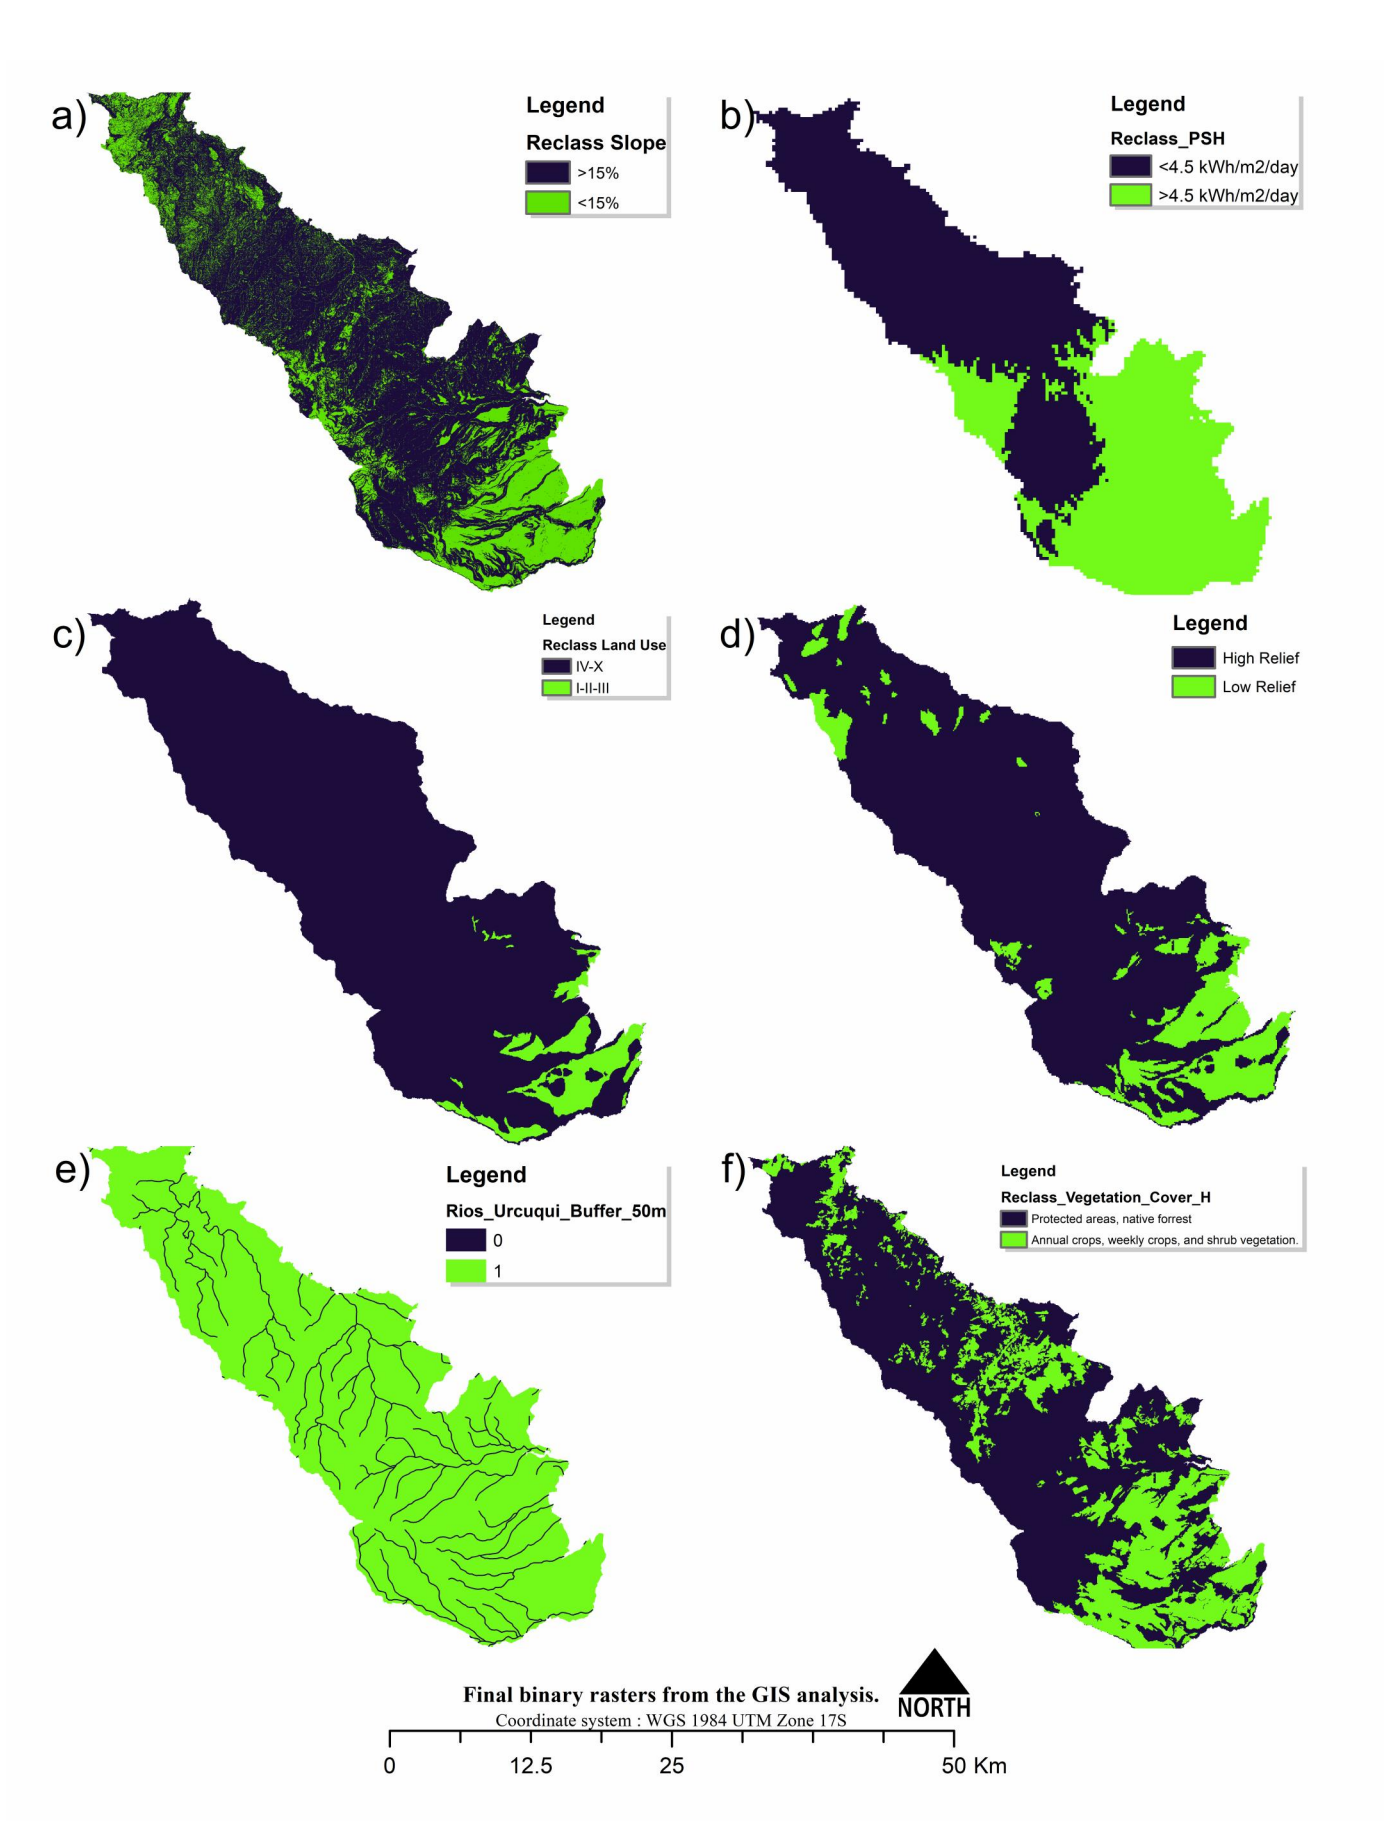 a)
Legend
Reclass Slope
>15%
<15%
b)
Legend
Reclass_PSH
<4.5 kWh/m2/day
>4.5 kWh/m2/day
c)
Legend
Reclass Land Use
IV-X
I-II-III
d)
Legend
High Relief
Low Relief
e)
Legend
Rios_Urcuqui_Buffer_50m
0
1
f)
Legend
Reclass_Vegetation_Cover_H
Protected areas, native forrest
Annual crops, weekly crops, and shrub vegetation.
Final binary rasters from the GIS analysis.
Coordinate system : WGS 1984 UTM Zone 17S
NORTH
0 12.5 25 50 Km